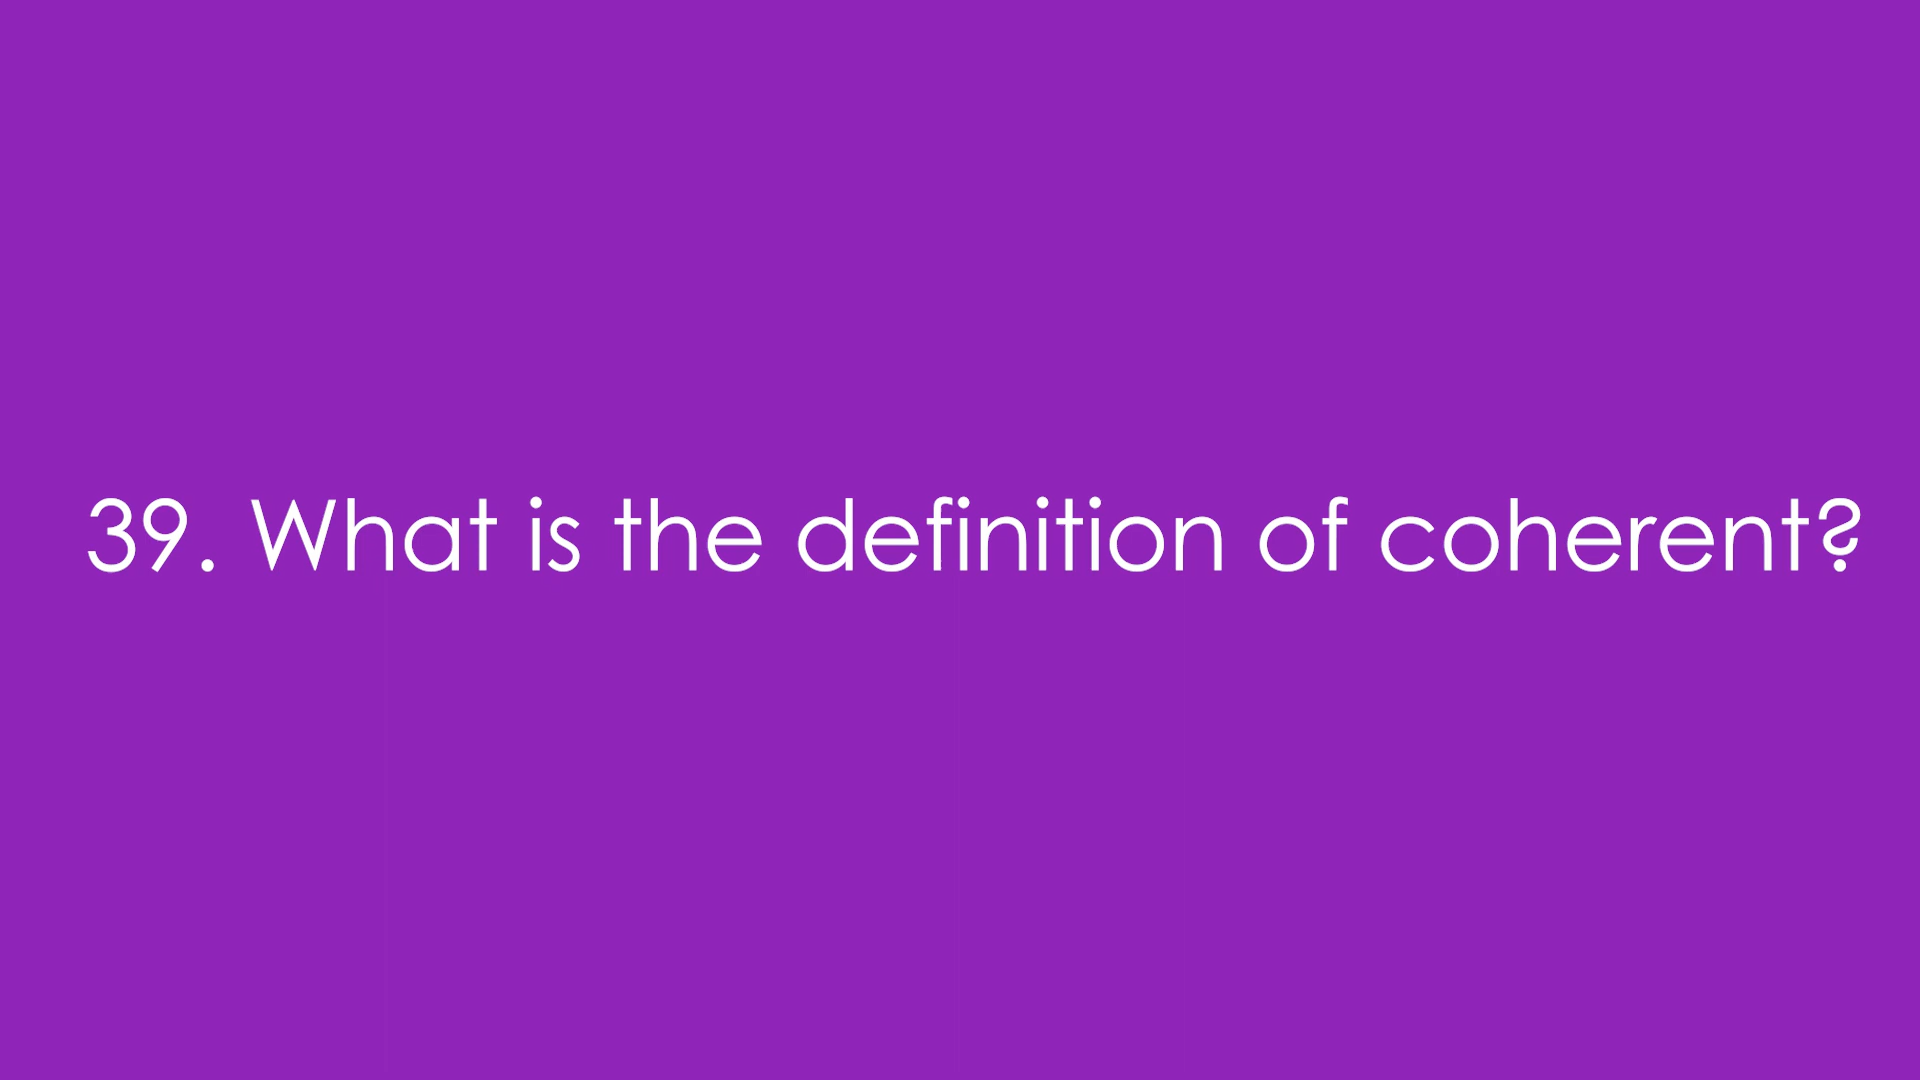 39. What is the definition of coherent?